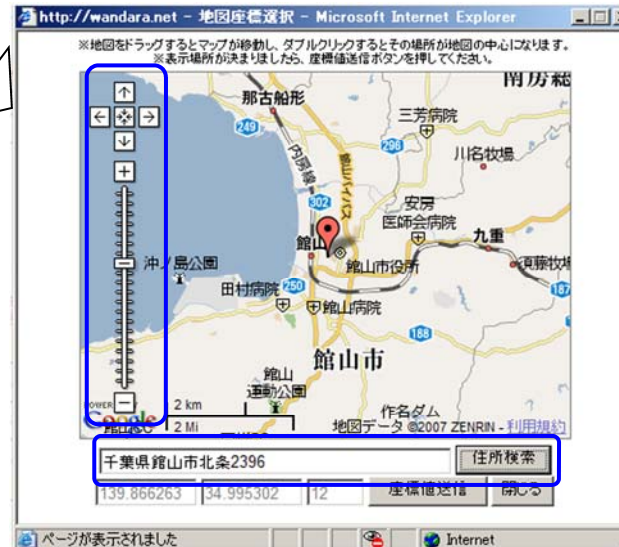 http://wandara.net - 地図座標選択 - Microsoft Internet Explorer
※地図をドラッグするとマップが移動し、ダブルクリックするとその場所が地図の中心になります。
※表示場所が決まりましたら、座標値送信ボタンを押してください。
南房総
那古船形
三芳病院
249
296
川名牧場
内房線
館山バイパス
302
安房
医師会病院
館山
九重
沖ノ島公園
館山市役所
須藤牧場
田村病院
250
館山病院
187
188
館山市
館山
運動公園
作名ダム
2 km
2 Mi
Google
地図データ ©2007 ZENRIN - 利用規約
千葉県館山市北条2396
住所検索
139.866263
34.995302
12
座標値送信
閉じる
ページが表示されました
Internet